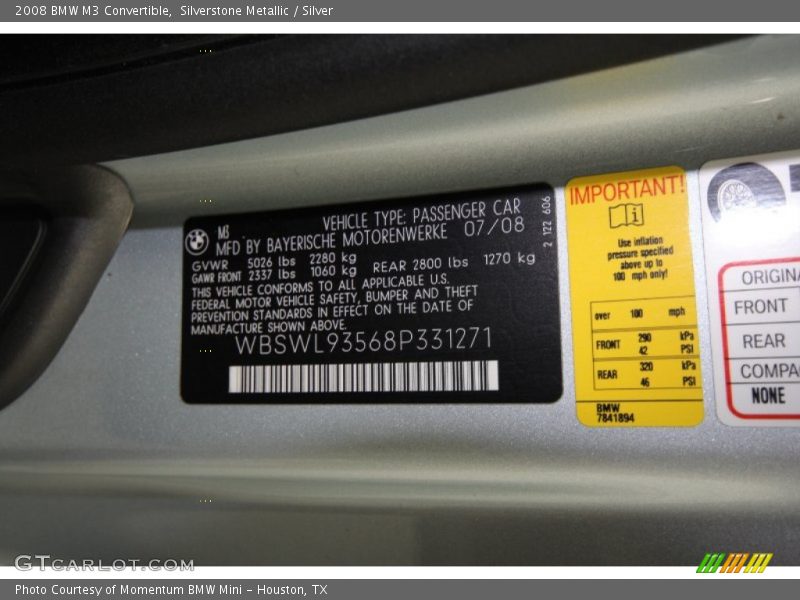 2008 BMW M3 Convertible, Silverstone Metallic / Silver
M3 VEHICLE TYPE: PASSENGER CAR
MFD BY BAYERISCHE MOTORENWERKE 07/08
GVWR 5026 lbs 2280 kg
GAWR FRONT 2337 lbs 1060 kg REAR 2800 lbs 1270 kg
THIS VEHICLE CONFORMS TO ALL APPLICABLE U.S.
FEDERAL MOTOR VEHICLE SAFETY, BUMPER AND THEFT
PREVENTION STANDARDS IN EFFECT ON THE DATE OF
MANUFACTURE SHOWN ABOVE.
WBSWL93568P331271
2 122 606
IMPORTANT!
i
Use inflation
pressure specified
above up to
100 mph only!
over 100 mph
FRONT 290 kPa
42 PSI
REAR 320 kPa
46 PSI
BMW
7841894
ORIGINA
FRONT
REAR
COMPA
NONE
GTcarlot.com
Photo Courtesy of Momentum BMW Mini - Houston, TX